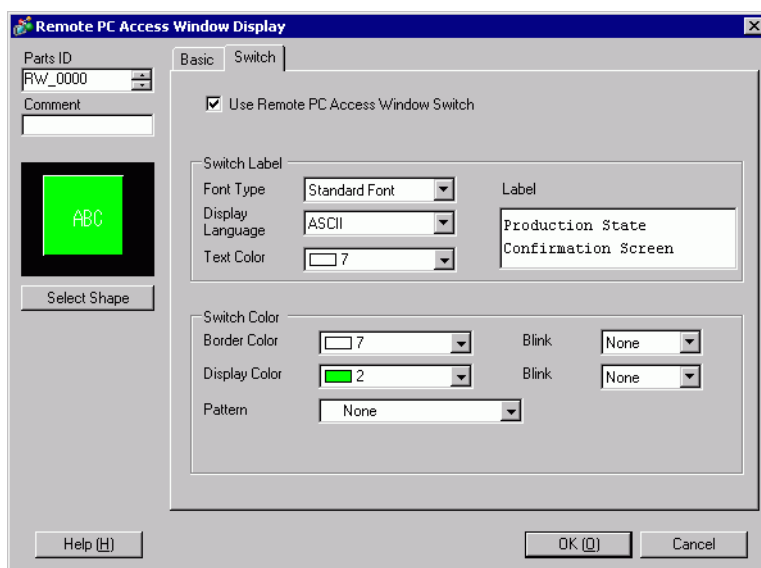 Remote PC Access Window Display
Parts ID
RW_0000
Comment
ABC
Select Shape
Basic
Switch
Use Remote PC Access Window Switch
Switch Label
Font Type
Standard Font
Label
Display
Language
ASCII
Production State
Confirmation Screen
Text Color
7
Switch Color
Border Color
7
Blink
None
Display Color
2
Blink
None
Pattern
None
Help (H)
OK (O)
Cancel